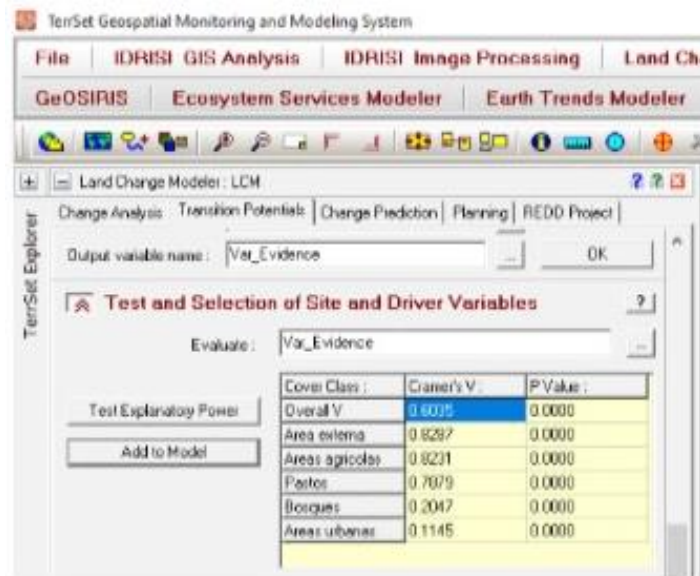 TerrSet Geospatial Monitoring and Modeling System
File IDRISI GIS Analysis IDRISI Image Processing Land Ch
GeOSIRIS Ecosystem Services Modeler Earth Trends Modeler
Land Change Modeler : LCM
Change Analysis Transition Potentials Change Prediction Planning REDD Project
TerrSet Explorer
Output variable name : Var_Evidence ... OK
Test and Selection of Site and Driver Variables ?
Evaluate : Var_Evidence ...
Cover Class : Cramer's V : P Value :
Test Explanatory Power
Overall V 0.6035 0.0000
Area externa 0.8287 0.0000
Add to Model
Areas agricolas 0.8231 0.0000
Pastos 0.7879 0.0000
Bosques 0.2047 0.0000
Areas urbanas 0.1145 0.0000